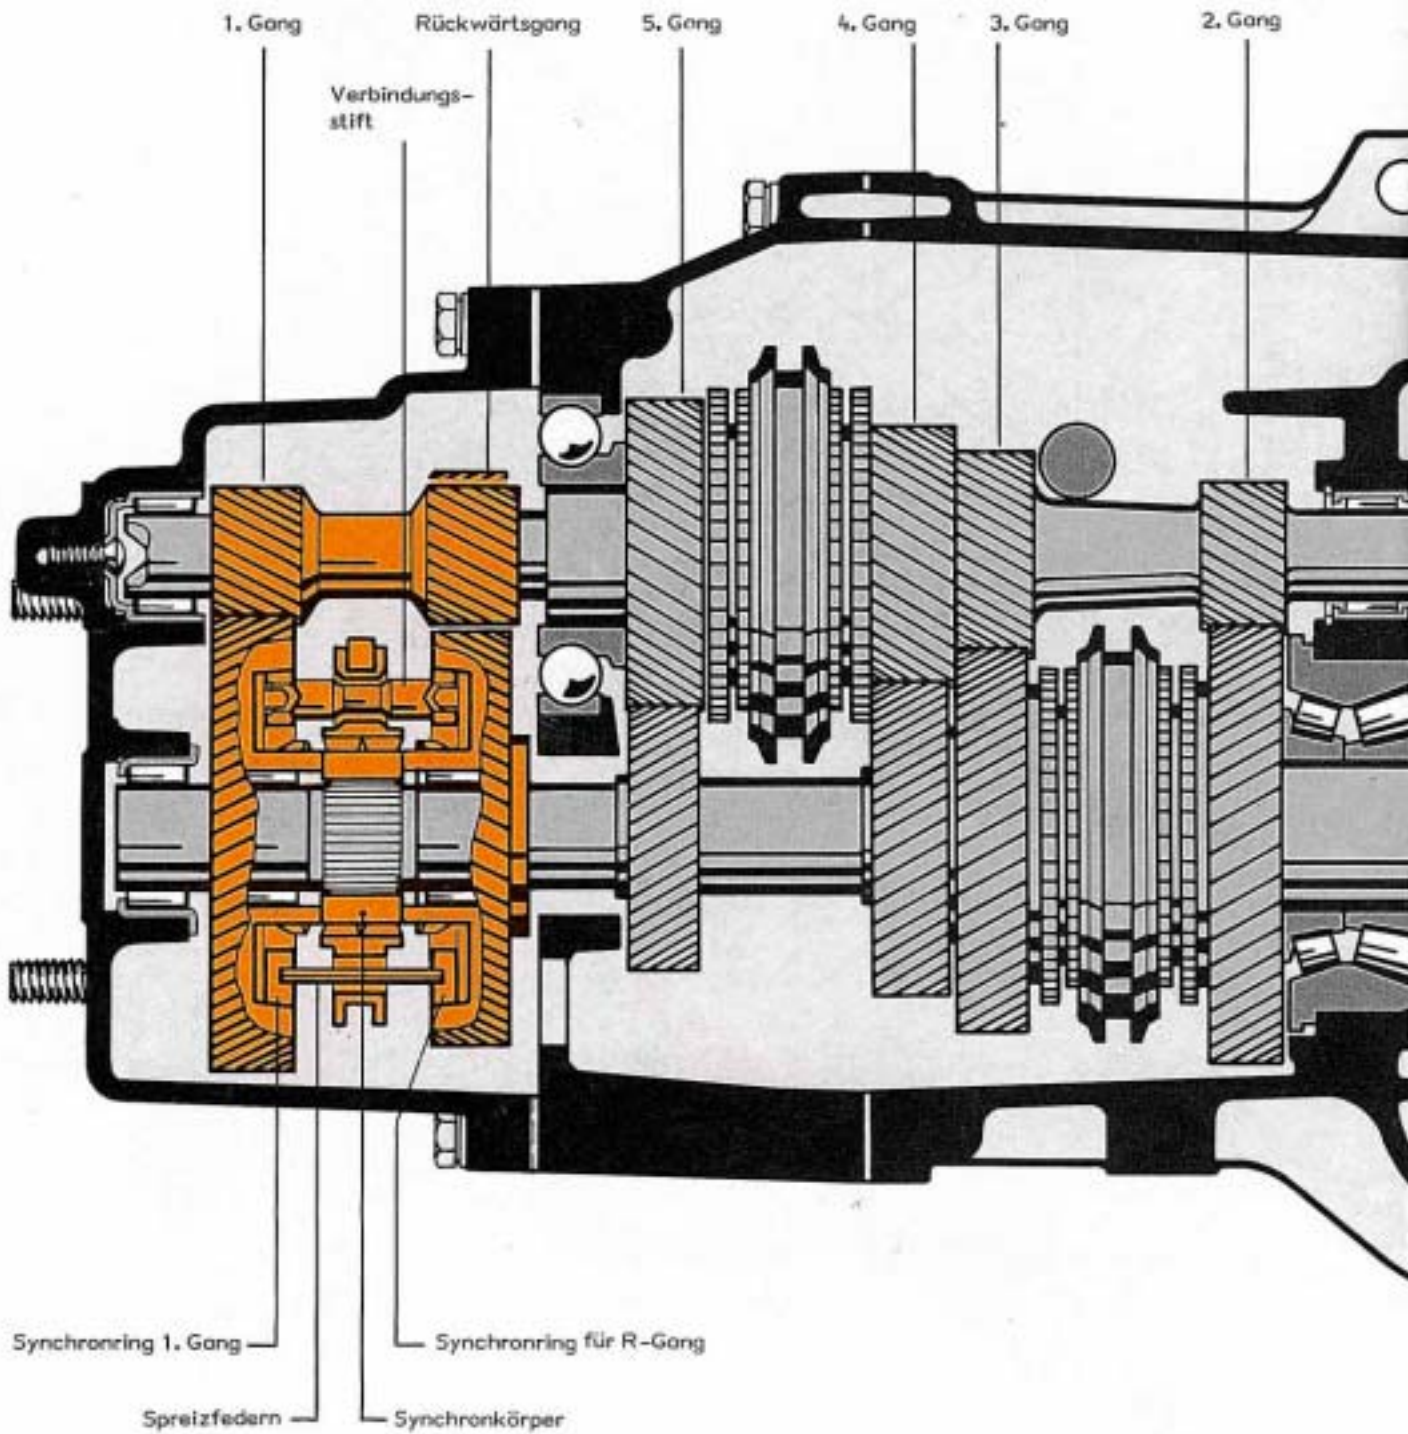 1. Gang
Rückwärtsgang
5. Gang
4. Gang
3. Gang
2. Gang
Verbindungs-
stift
Synchronring 1. Gang
Synchronring für R-Gang
Spreizfedern
Synchronkörper